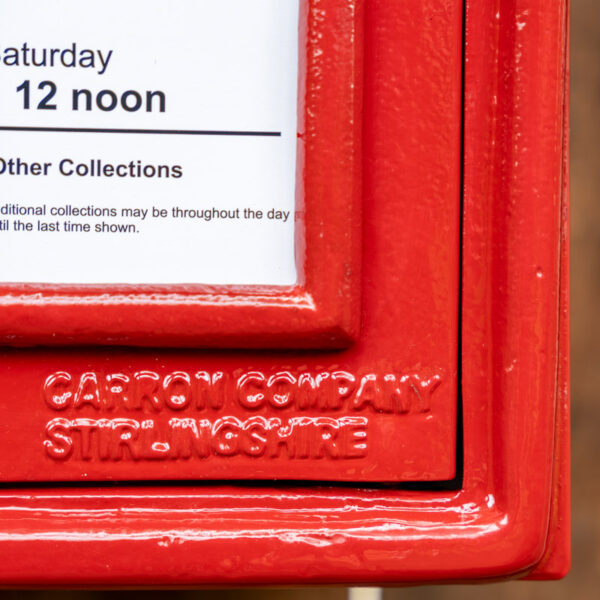 Saturday
12 noon
Other Collections
ditional collections may be throughout the day
til the last time shown.
CARRON COMPANY
STIRLINGSHIRE